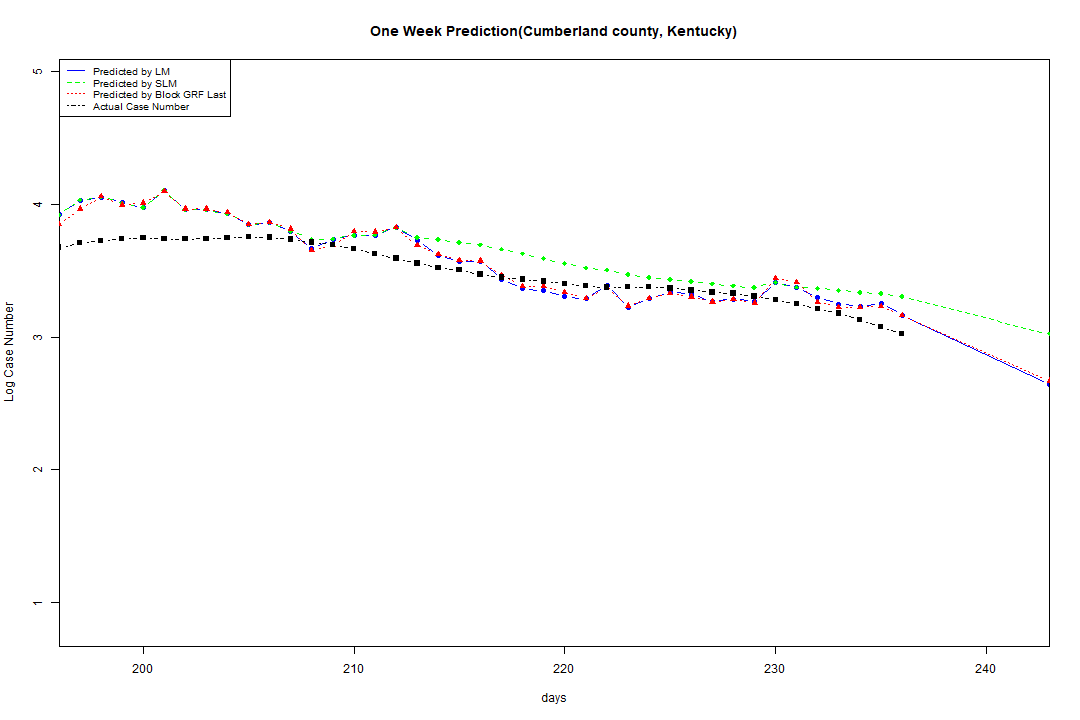 One Week Prediction(Cumberland county, Kentucky)
Predicted by LM
Predicted by SLM
Predicted by Block GRF Last
Actual Case Number
5
4
3
2
1
Log Case Number
200 210 220 230 240
days